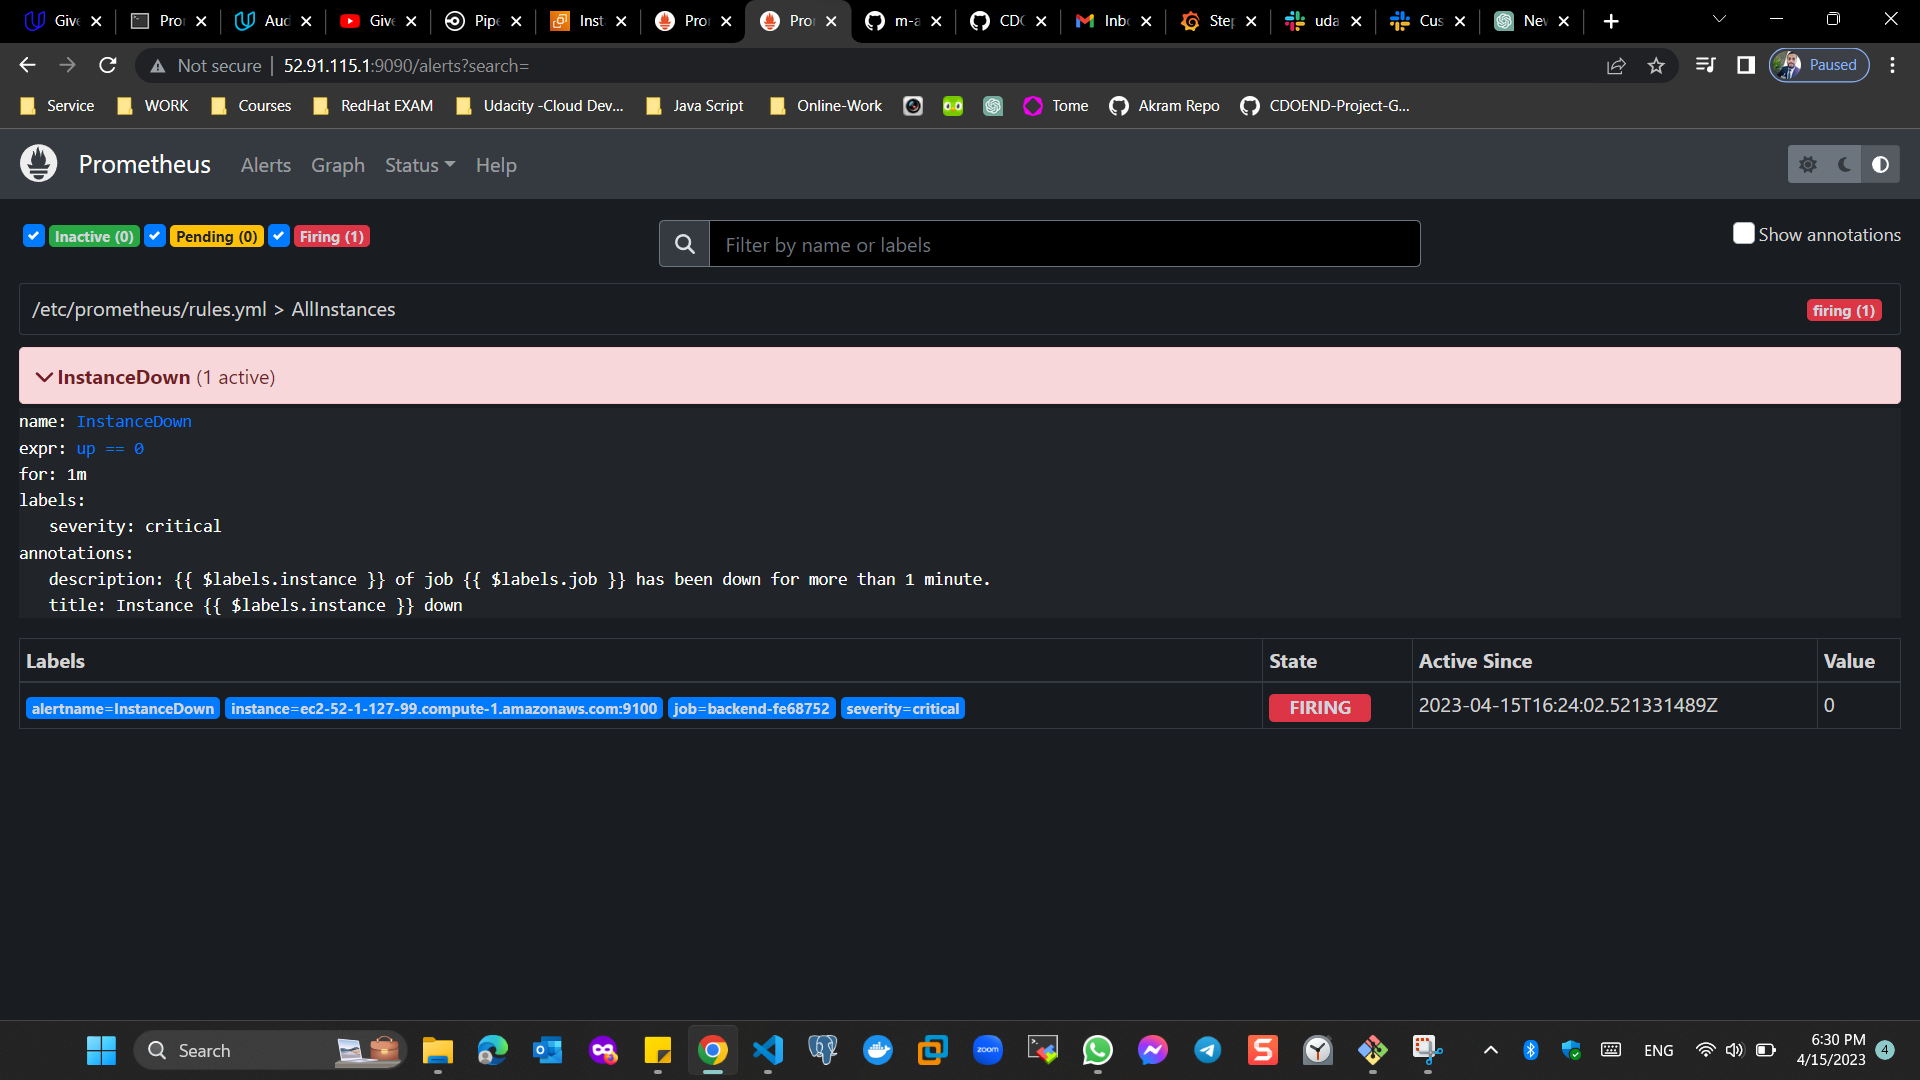 Give Pro Aud Give Pipe Inst Pro Pro m-a CDO Inbo Step uda Cus New
Not secure 52.91.115.1:9090/alerts?search= Paused
Service WORK Courses RedHat EXAM Udacity -Cloud Dev... Java Script Online-Work Tome Akram Repo CDOEND-Project-G...
Prometheus Alerts Graph Status Help
Inactive (0) Pending (0) Firing (1) Filter by name or labels Show annotations
/etc/prometheus/rules.yml > AllInstances firing (1)
InstanceDown (1 active)
name: InstanceDown
expr: up == 0
for: 1m
labels:
severity: critical
annotations:
description: {{ $labels.instance }} of job {{ $labels.job }} has been down for more than 1 minute.
title: Instance {{ $labels.instance }} down
Labels State Active Since Value
alertname=InstanceDown instance=ec2-52-1-127-99.compute-1.amazonaws.com:9100 job=backend-fe68752 severity=critical FIRING 2023-04-15T16:24:02.521331489Z 0
Search zoom ENG 6:30 PM
4/15/2023 4